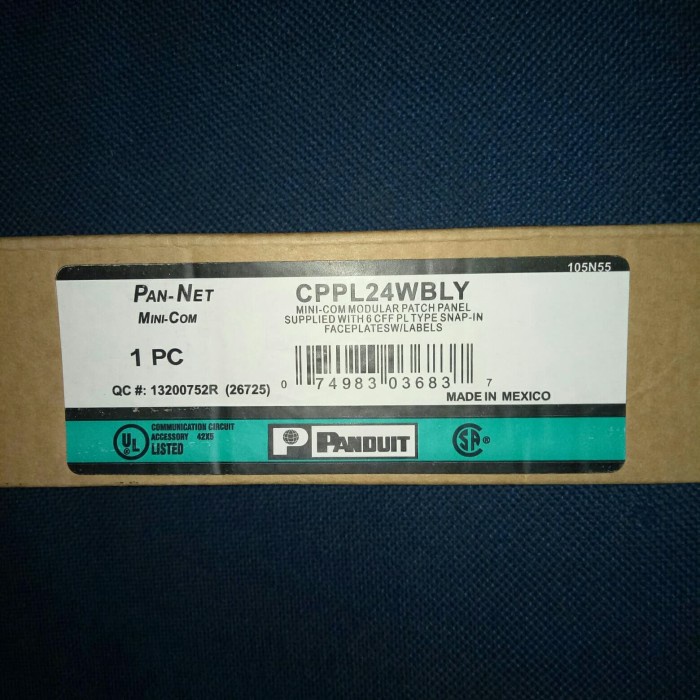 105N55
PAN-NET
MINI-COM
1 PC
QC #: 13200752R (26725)
CPPL24WBLY
MINI-COM MODULAR PATCH PANEL
SUPPLIED WITH 6 CFF PL TYPE SNAP-IN
FACEPLATESW/LABELS
0 74983 03683 7
MADE IN MEXICO
UL
COMMUNICATION CIRCUIT
ACCESSORY 42X5
LISTED
P PANDUIT
SA ®